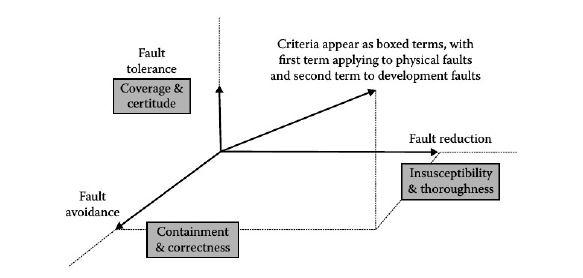 Criteria appear as boxed terms, with
first term applying to physical faults
and second term to development faults
Fault
tolerance
Coverage &
certitude
Fault reduction
Insusceptibility
& thoroughness
Fault
avoidance
Containment
& correctness